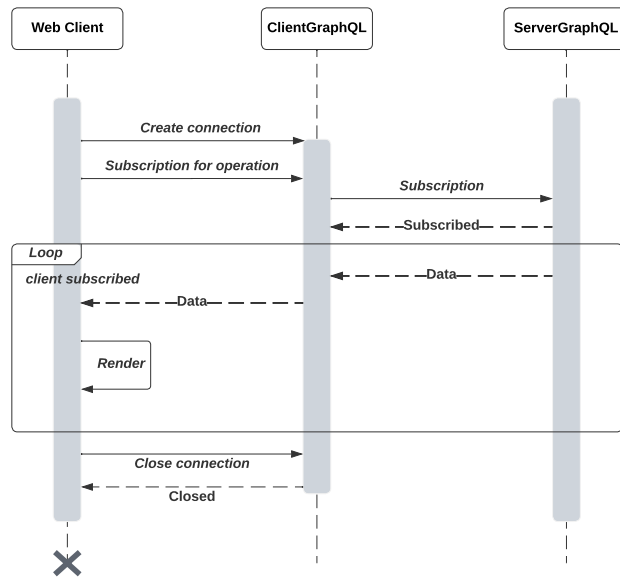 Web Client
ClientGraphQL
ServerGraphQL
Create connection
Subscription for operation
Subscription
Subscribed
Loop
client subscribed
Data
Data
Render
Close connection
Closed